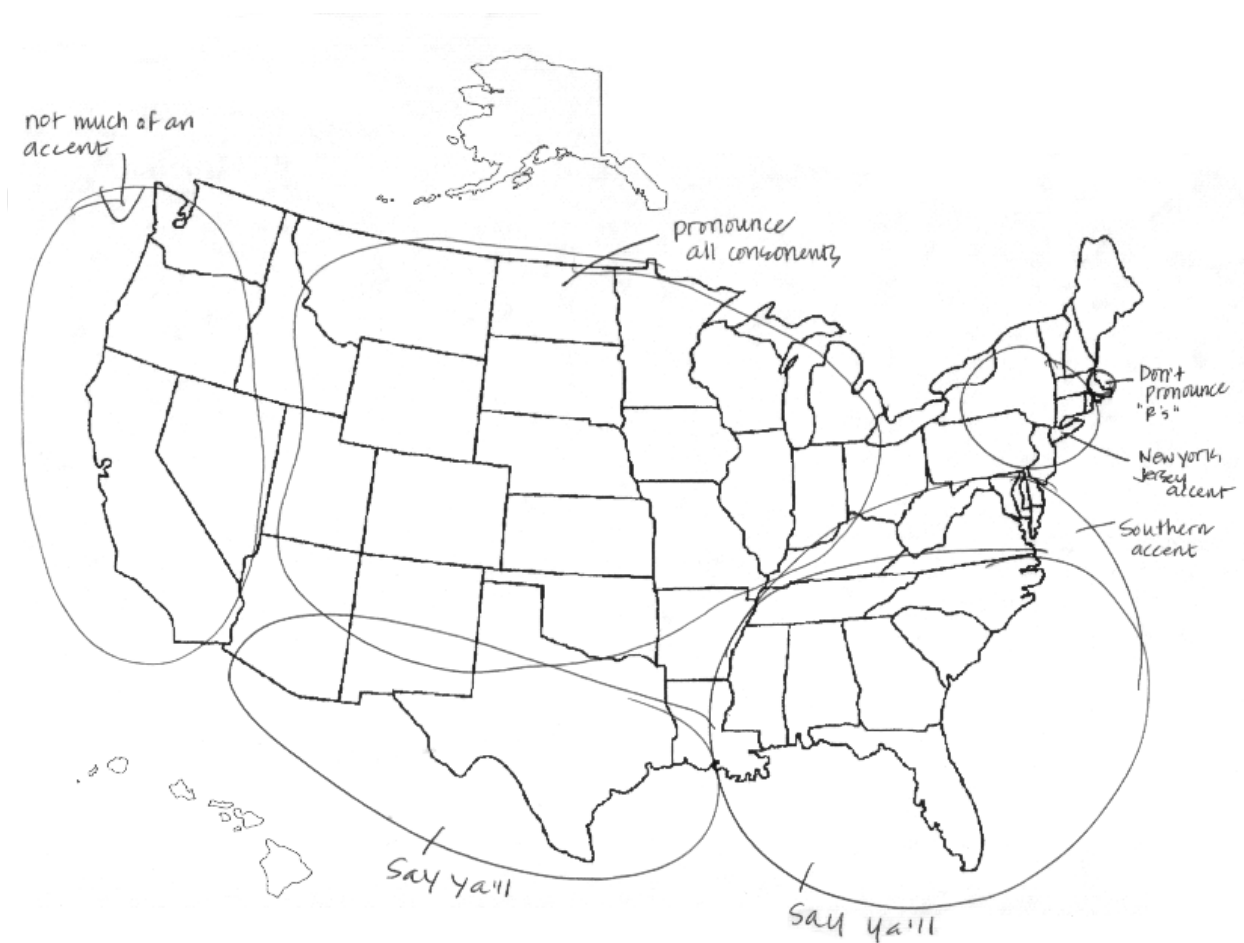 not much of an
accent
pronounce
all consonents
Don't
pronounce
"R's"
New york,
Jersey
accent
Southern
accent
Say ya'll
Say ya'll